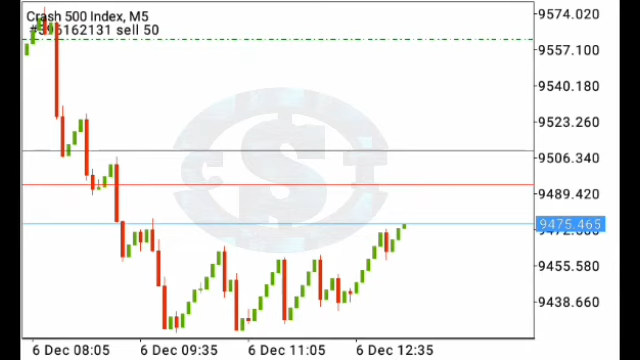 Crash 500 Index, M5
#595162131 sell 50
9574.020
9557.100
9540.180
9523.260
9506.340
9489.420
9475.465
9455.580
9438.660
6 Dec 08:05
6 Dec 09:35
6 Dec 11:05
6 Dec 12:35